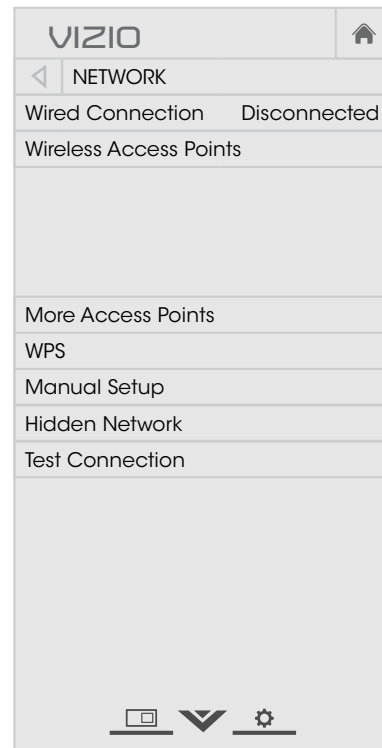 VIZIO
NETWORK
Wired Connection Disconnected
Wireless Access Points
More Access Points
WPS
Manual Setup
Hidden Network
Test Connection